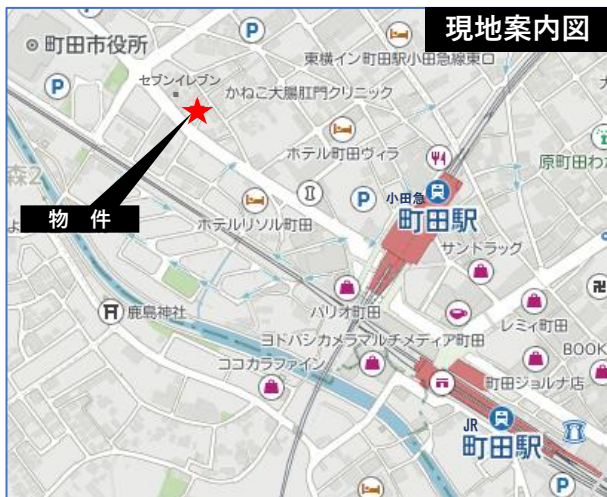 現地案内図
町田市役所
P
P
東横イン町田駅小田急線東口
セブンイレブン
かねこ大腸肛門クリニック
ホテル町田ヴィラ
原町田わ
森2
物件
小田急
町田駅
P
ホテルリゾル町田
サンドラッグ
鹿島神社
パリオ町田
レミィ町田
ヨドバシカメラマルチメディア町田
BOOK
ココカラファイン
町田ジョルナ店
JR
町田駅
P